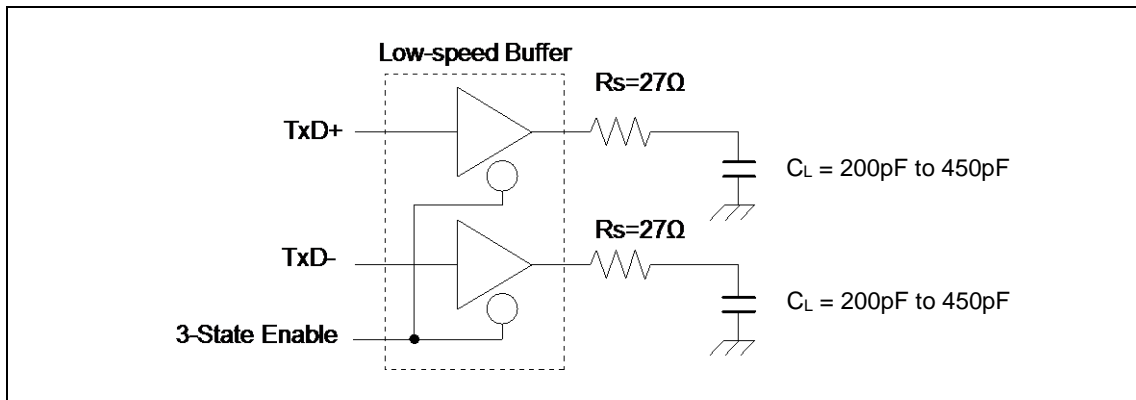 Low-speed Buffer
Rs=27Ω
TxD+
CL = 200pF to 450pF
Rs=27Ω
TxD-
CL = 200pF to 450pF
3-State Enable